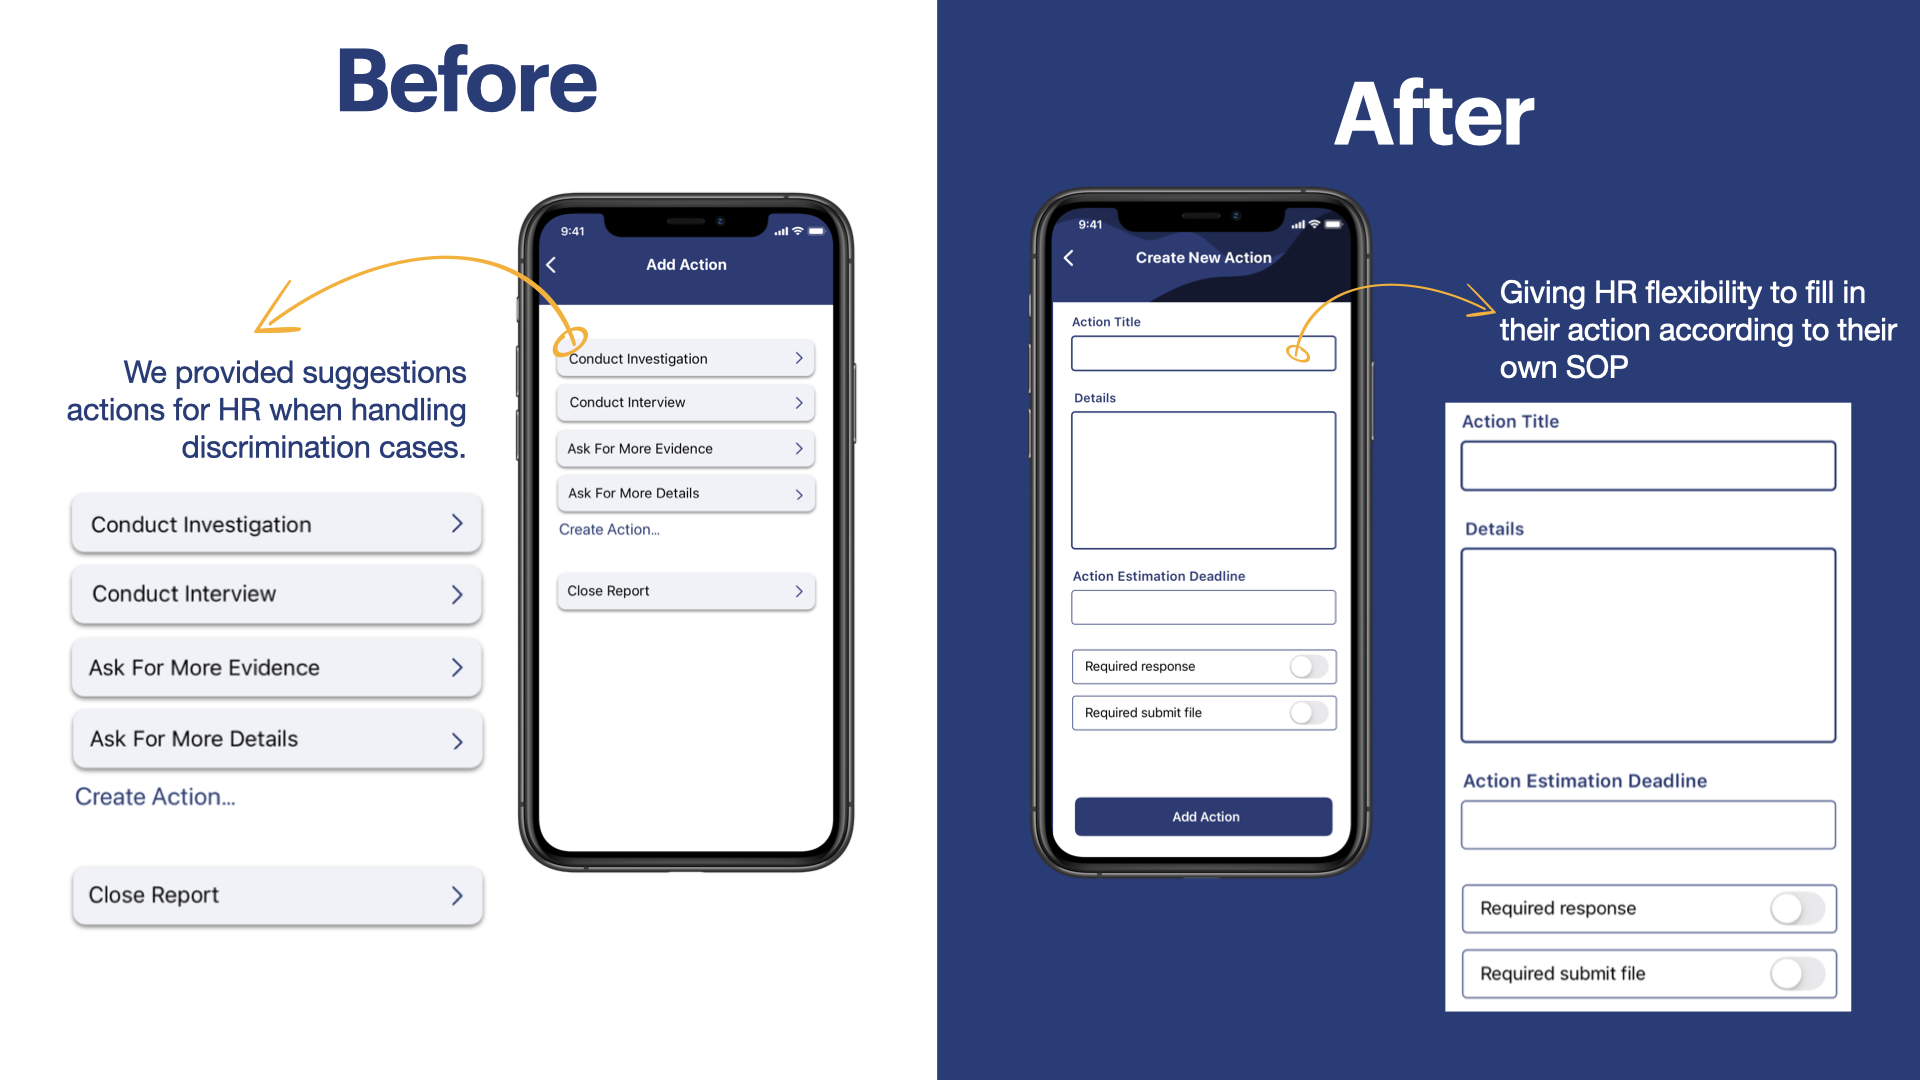 Before
We provided suggestions
actions for HR when handling
discrimination cases.
Conduct Investigation
Conduct Interview
Ask For More Evidence
Ask For More Details
Create Action...
Close Report
9:41
Add Action
Conduct Investigation
Conduct Interview
Ask For More Evidence
Ask For More Details
Create Action...
Close Report
After
9:41
Create New Action
Action Title
Details
Action Estimation Deadline
Required response
Required submit file
Add Action
Giving HR flexibility to fill in
their action according to their
own SOP
Action Title
Details
Action Estimation Deadline
Required response
Required submit file